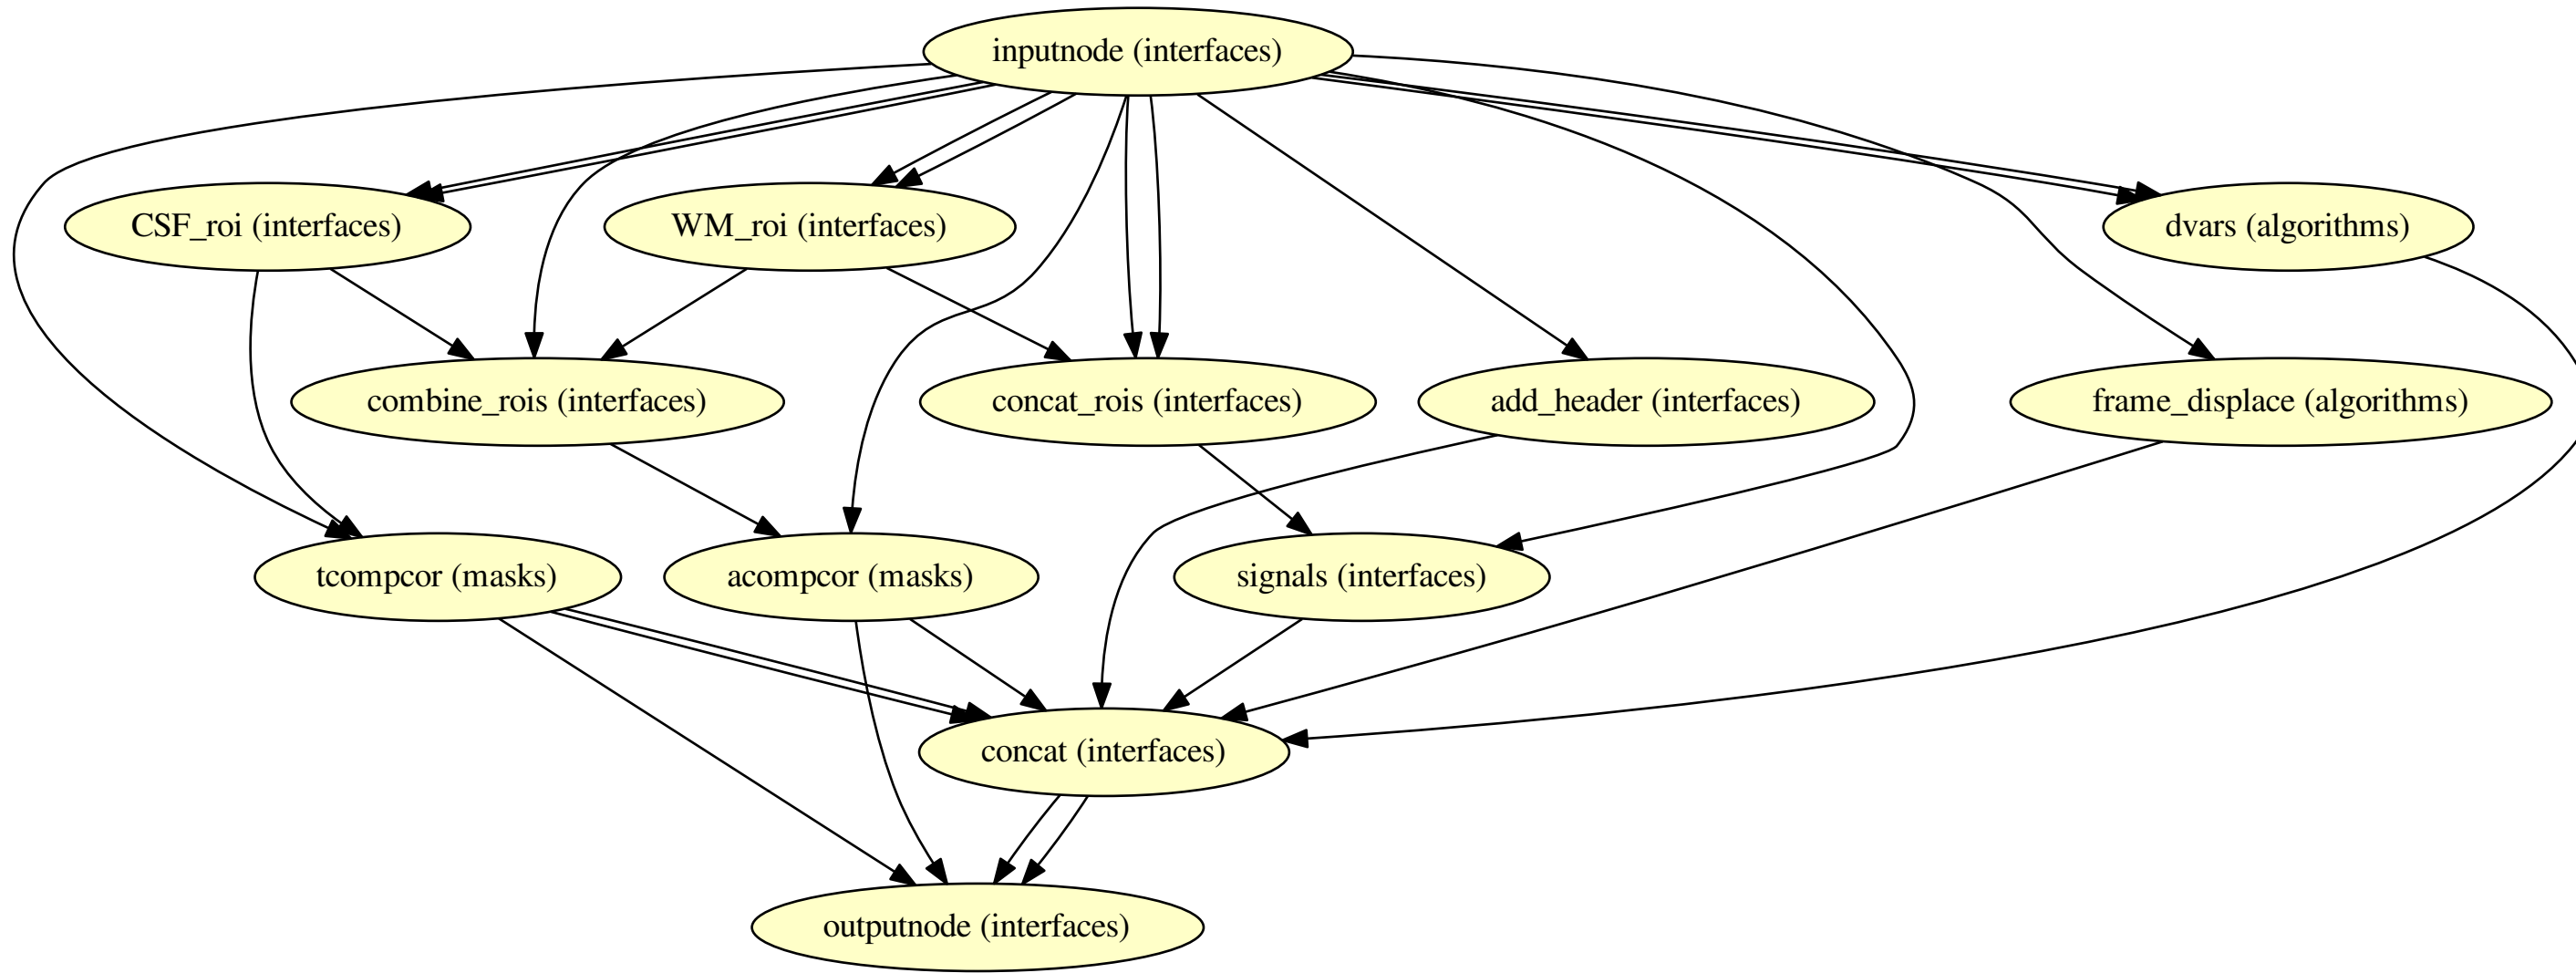 inputnode (interfaces)
CSF_roi (interfaces)
WM_roi (interfaces)
dvars (algorithms)
combine_rois (interfaces)
concat_rois (interfaces)
add_header (interfaces)
frame_displace (algorithms)
tcompcor (masks)
acompcor (masks)
signals (interfaces)
concat (interfaces)
outputnode (interfaces)